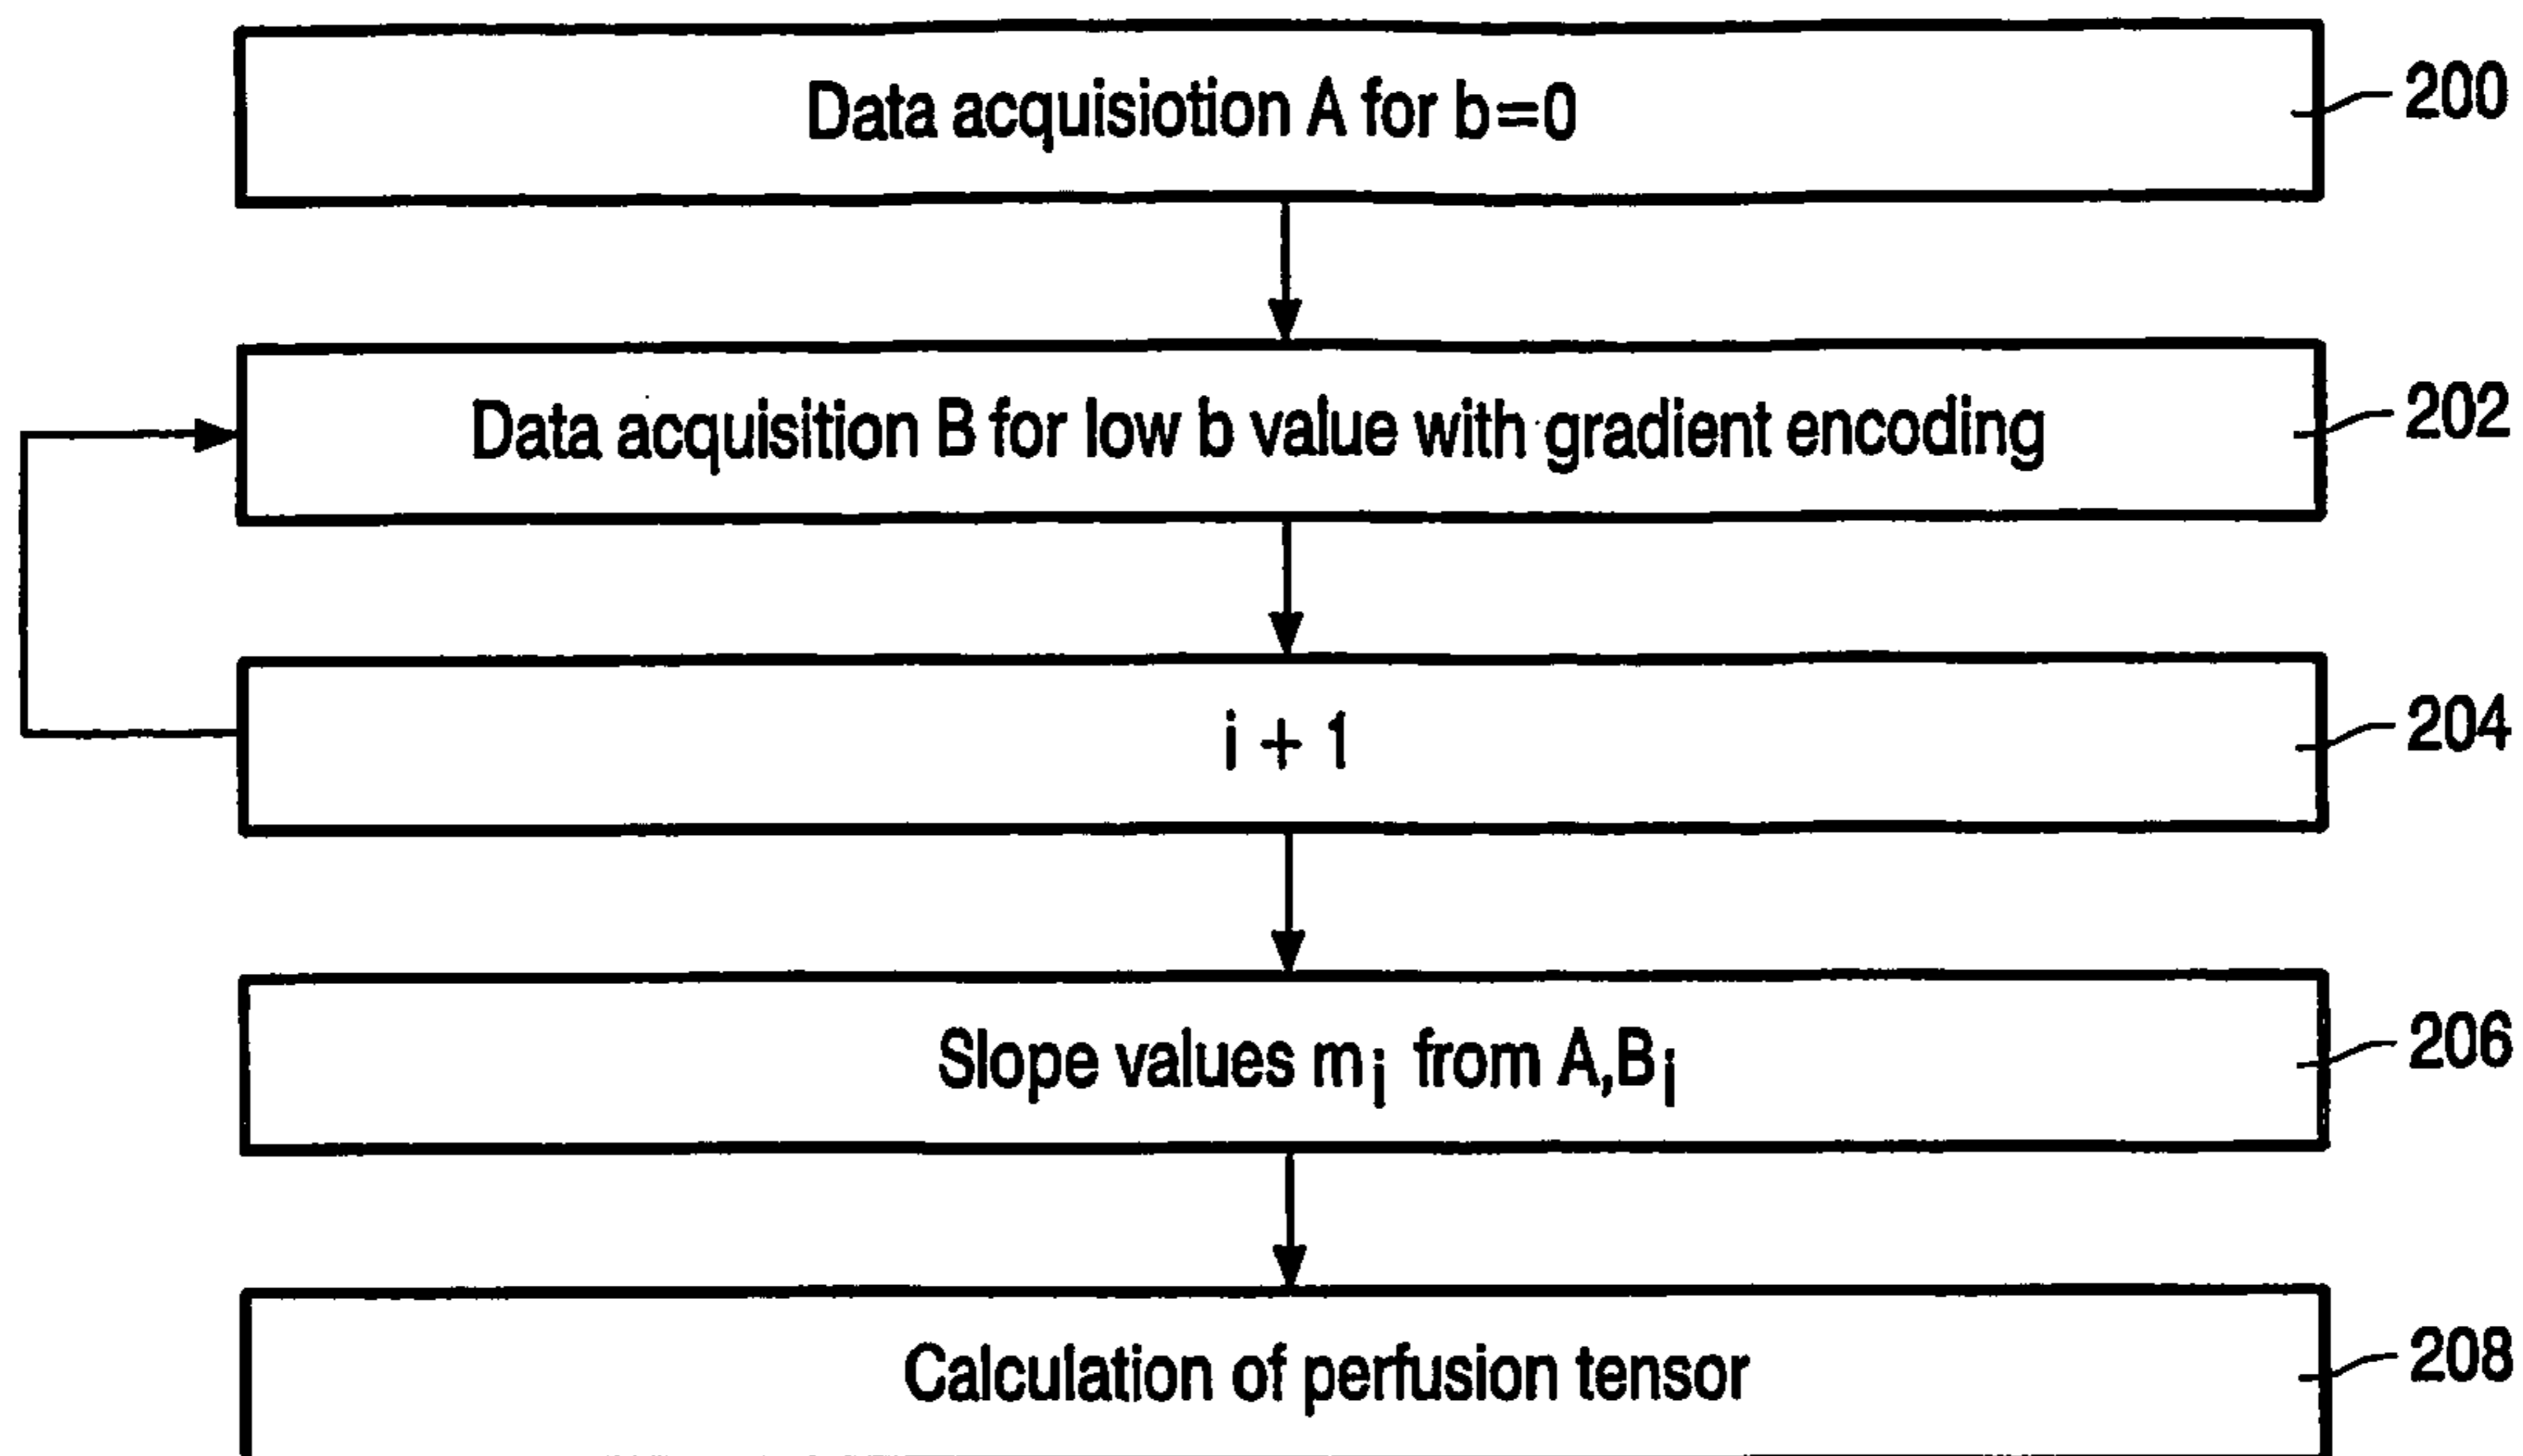 Data acquisiotion A for b=0
200
Data acquisition B for low b value with gradient encoding
202
i + 1
204
Slope values mi from A,Bi
206
Calculation of perfusion tensor
208